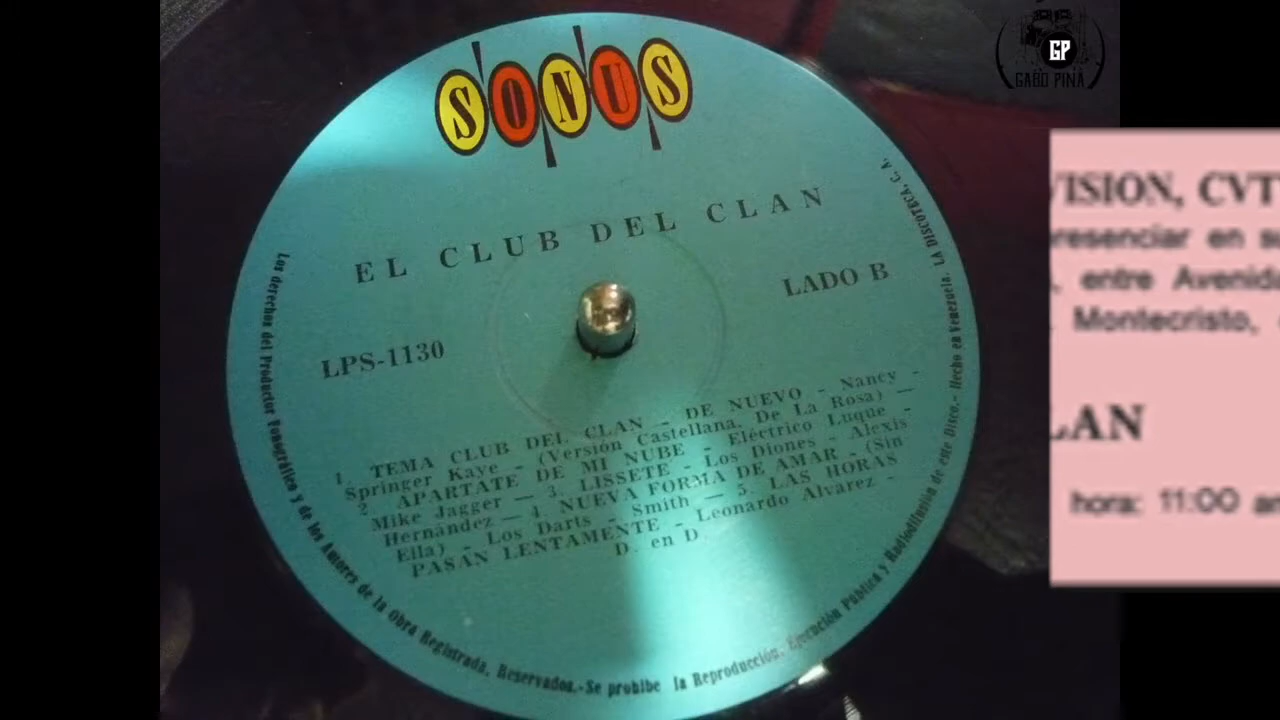 SONUS
EL CLUB DEL CLAN
LADO B
LPS-1130
1. TEMA CLUB DEL CLAN - DE NUEVO - Nancy -
Springer Kaye - (Versión Castellana. De La Rosa) —
2 APARTATE DE MI NUBE - Eléctrico Luque -
Mike Jagger — 3. LISSETE - Los Diones - Alexis
Hernández — 4. NUEVA FORMA DE AMAR - (Sin
Ella) - Los Darts - Smith — 5. LAS HORAS
PASAN LENTAMENTE - Leonardo Alvarez -
D. en D.
Los derechos del Productor Fonográfico y de los Autores de la Obra Registrada, Reservados.- Se prohibe la Reproducción, Ejecución Pública y Radiodifusión de este Disco.- Hecho en Venezuela. LA DISCOTECA, C. A.
GP
GABO PINA
VISION, CVT
resenciar en s
, entre Avenid
. Montecristo,
LAN
hora: 11:00 a